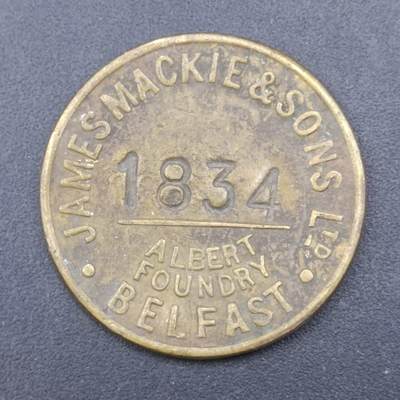 JAMES MACKIE & SONS LTD.
1834
ALBERT
FOUNDRY
BELFAST